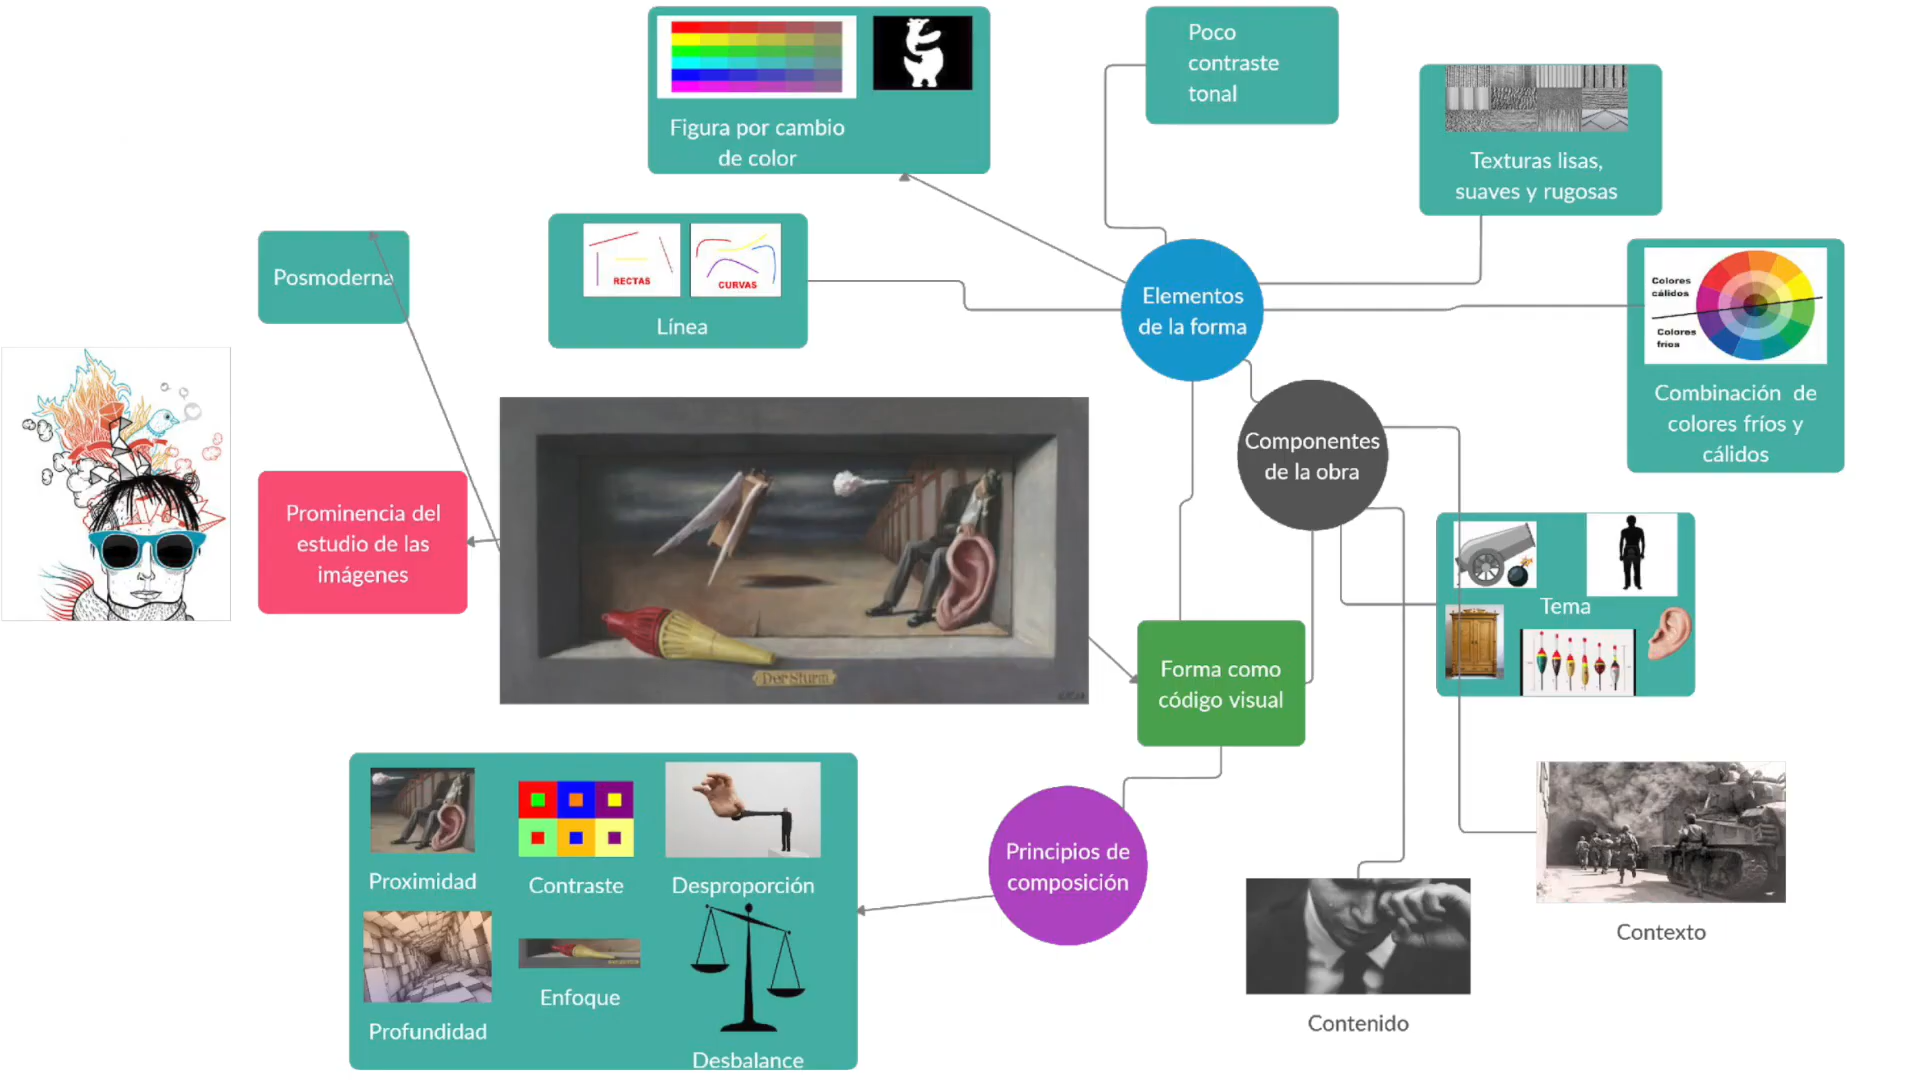 Poco
contraste
tonal
Figura por cambio
de color
Texturas lisas,
suaves y rugosas
RECTAS
CURVAS
Línea
Posmoderna
Elementos
de la forma
Colores
cálidos
Colores
fríos
Combinación de
colores fríos y
cálidos
Componentes
de la obra
Prominencia del
estudio de las
imágenes
Tema
Der Sturm
Forma como
código visual
Principios de
composición
Proximidad
Contraste
Desproporción
Profundidad
Enfoque
Desbalance
Contexto
Contenido